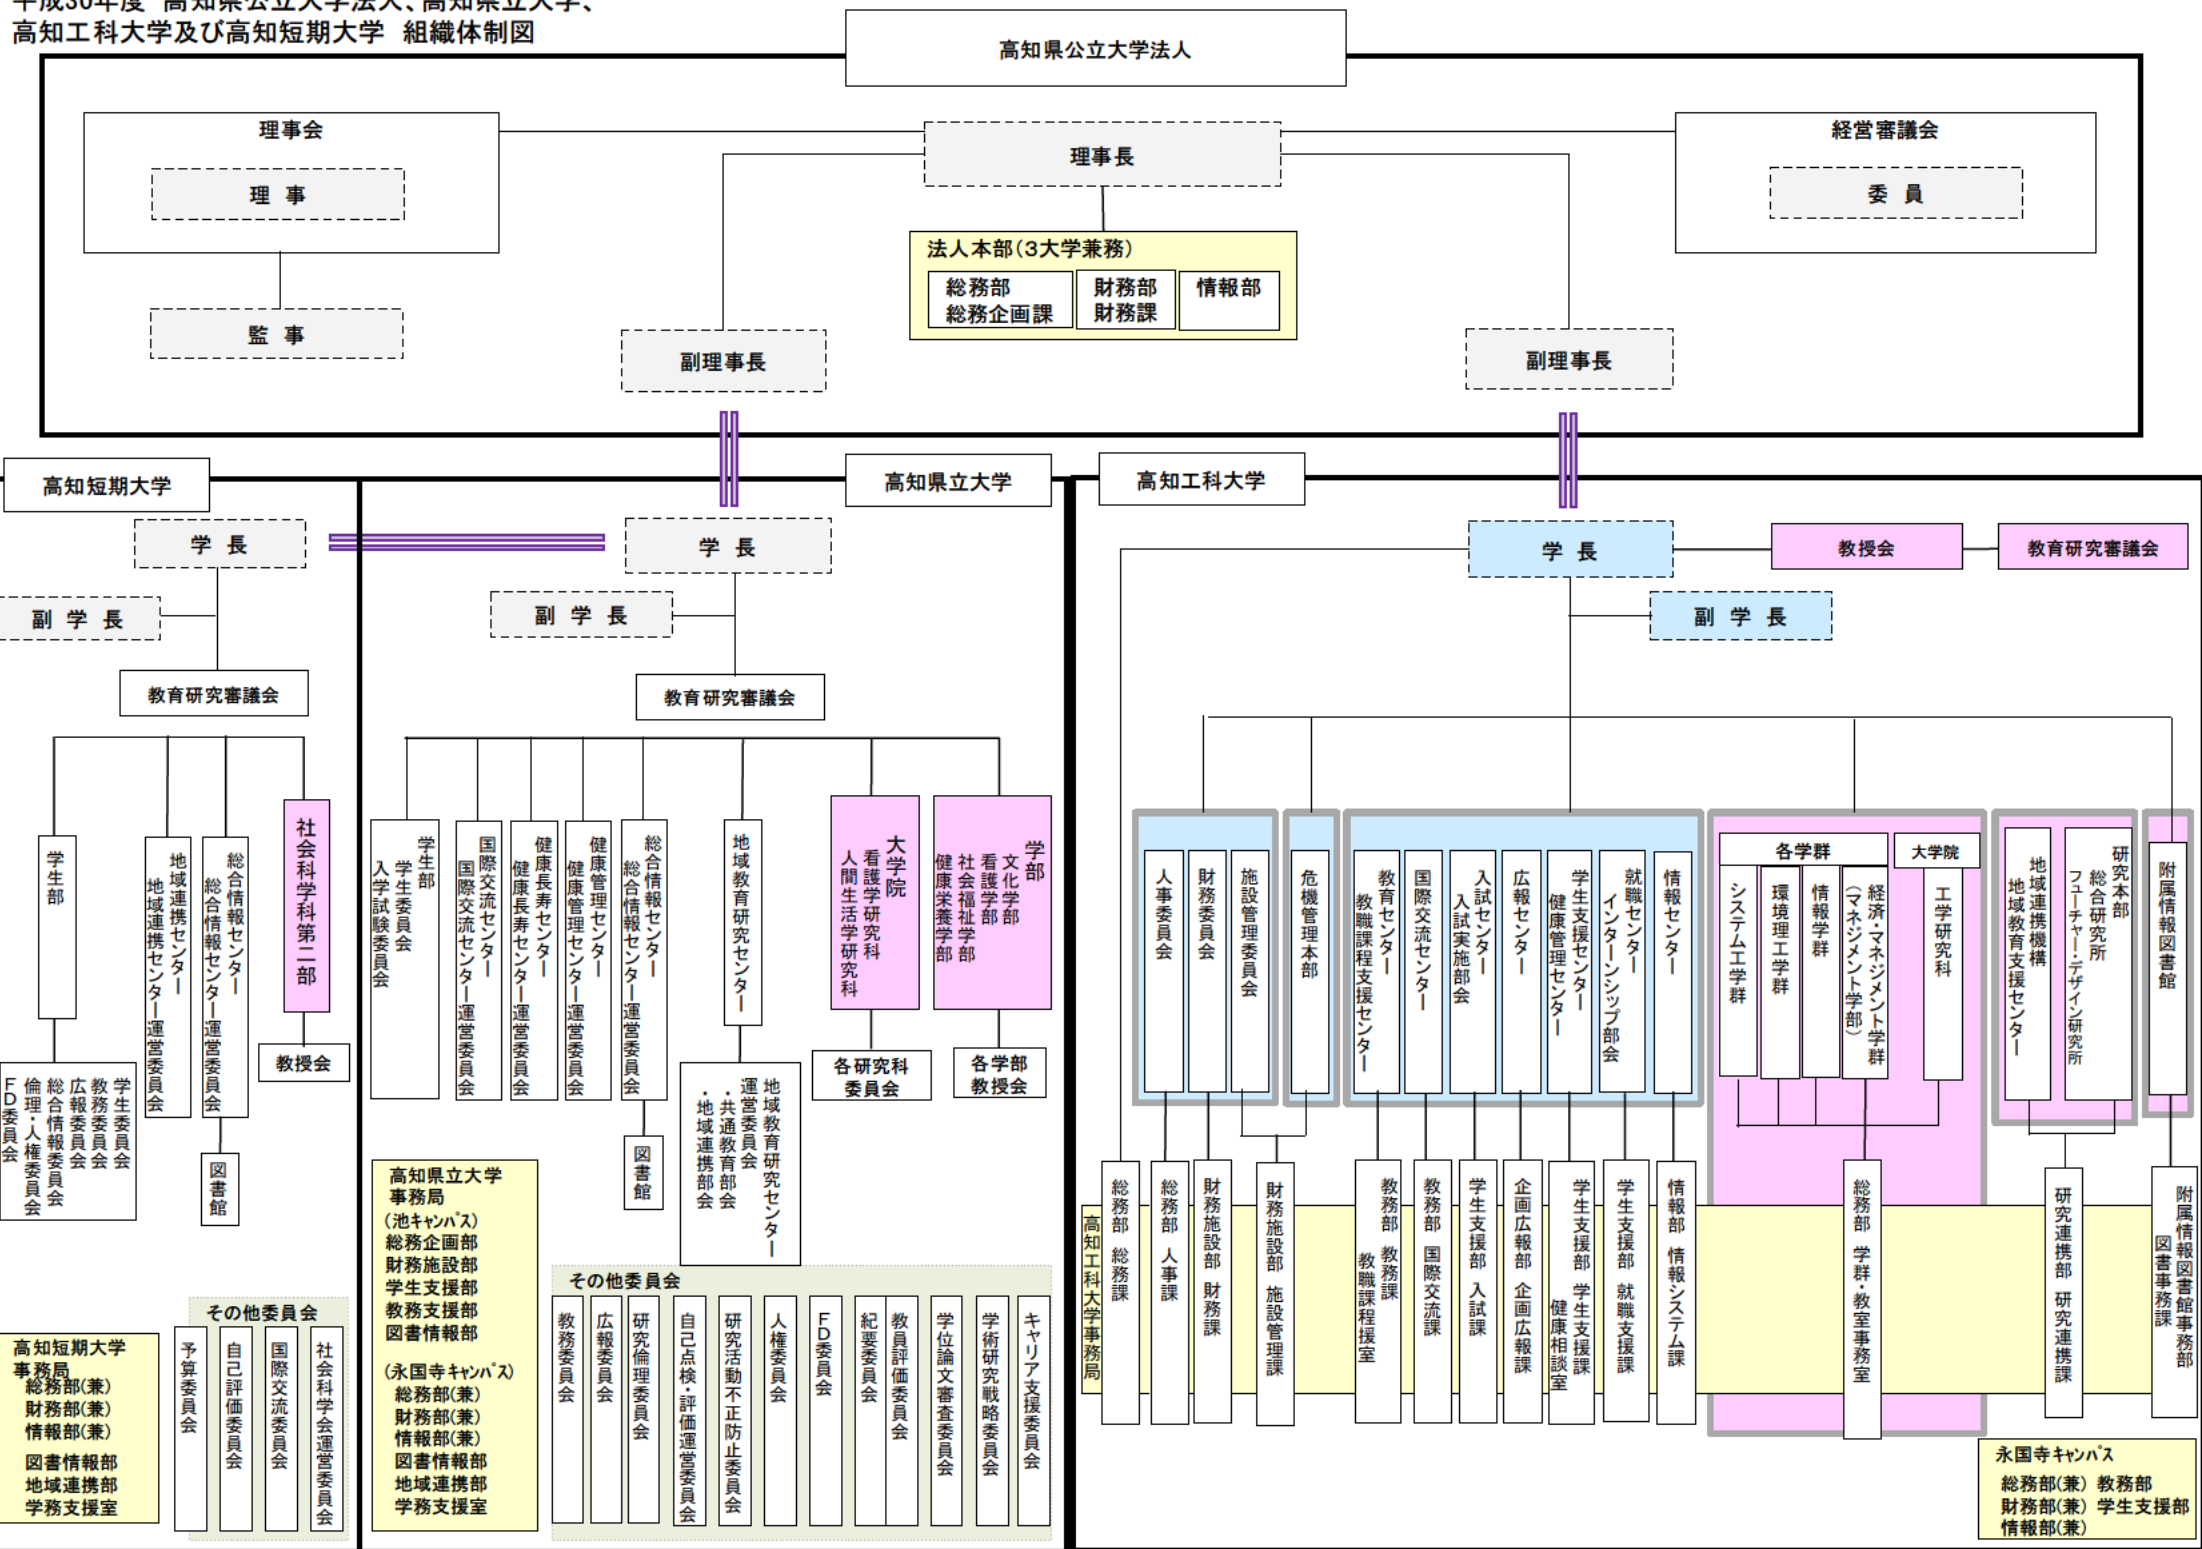 平成30年度 高知県公立大学法人、高知県立大学、
高知工科大学及び高知短期大学 組織体制図
高知県公立大学法人
理事会
理 事
監 事
理事長
経営審議会
委 員
法人本部(3大学兼務)
総務部
総務企画課
財務部
財務課
情報部
副理事長
副理事長
高知短期大学
学 長
副 学 長
教育研究審議会
学生部
地域連携センター
地域連携センター運営委員会
総合情報センター
総合情報センター運営委員会
社会科学科第二部
教授会
学生委員会
教務委員会
広報委員会
総合情報委員会
倫理・人権委員会
FD委員会
図書館
その他委員会
予算委員会
自己評価委員会
国際交流委員会
社会科学会運営委員会
高知短期大学
事務局
総務部(兼)
財務部(兼)
情報部(兼)
図書情報部
地域連携部
学務支援室
高知県立大学
学 長
副 学 長
教育研究審議会
学生部
学生委員会
入学試験委員会
国際交流センター
国際交流センター運営委員会
健康長寿センター
健康長寿センター運営委員会
健康管理センター
健康管理センター運営委員会
総合情報センター
総合情報センター運営委員会
地域教育研究センター
大学院
看護学研究科
人間生活学研究科
学部
文化学部
看護学部
社会福祉学部
健康栄養学部
図書館
地域教育研究センター
運営委員会
・共通教育部会
・地域連携部会
各研究科
委員会
各学部
教授会
高知県立大学
事務局
(池キャンパス)
総務企画部
財務施設部
学生支援部
教務支援部
図書情報部
(永国寺キャンパス)
総務部(兼)
財務部(兼)
情報部(兼)
図書情報部
地域連携部
学務支援室
その他委員会
教務委員会
広報委員会
研究倫理委員会
自己点検・評価運営委員会
研究活動不正防止委員会
人権委員会
FD委員会
紀要委員会
教員評価委員会
学位論文審査委員会
学術研究戦略委員会
キャリア支援委員会
高知工科大学
学 長
教授会
教育研究審議会
副 学 長
人事委員会
財務委員会
施設管理委員会
危機管理本部
教育センター
教職課程支援センター
国際交流センター
入試センター
入試実施部会
広報センター
学生支援センター
健康管理センター
就職センター
インターンシップ部会
情報センター
各学群
システム工学群
環境理工学群
情報学群
経済・マネジメント学群
(マネジメント学部)
大学院
工学研究科
地域連携機構
地域教育支援センター
研究本部
総合研究所
フューチャー・デザイン研究所
附属情報図書館
高知工科大学事務局
総務部 総務課
総務部 人事課
財務施設部 財務課
財務施設部 施設管理課
教務部 教務課
教職課程援室
教務部 国際交流課
学生支援部 入試課
企画広報部 企画広報課
学生支援部 学生支援課
健康相談室
学生支援部 就職支援課
情報部 情報システム課
総務部 学群・教室事務室
研究連携部 研究連携課
附属情報図書館事務部
図書事務課
永国寺キャンパス
総務部(兼) 教務部
財務部(兼) 学生支援部
情報部(兼)